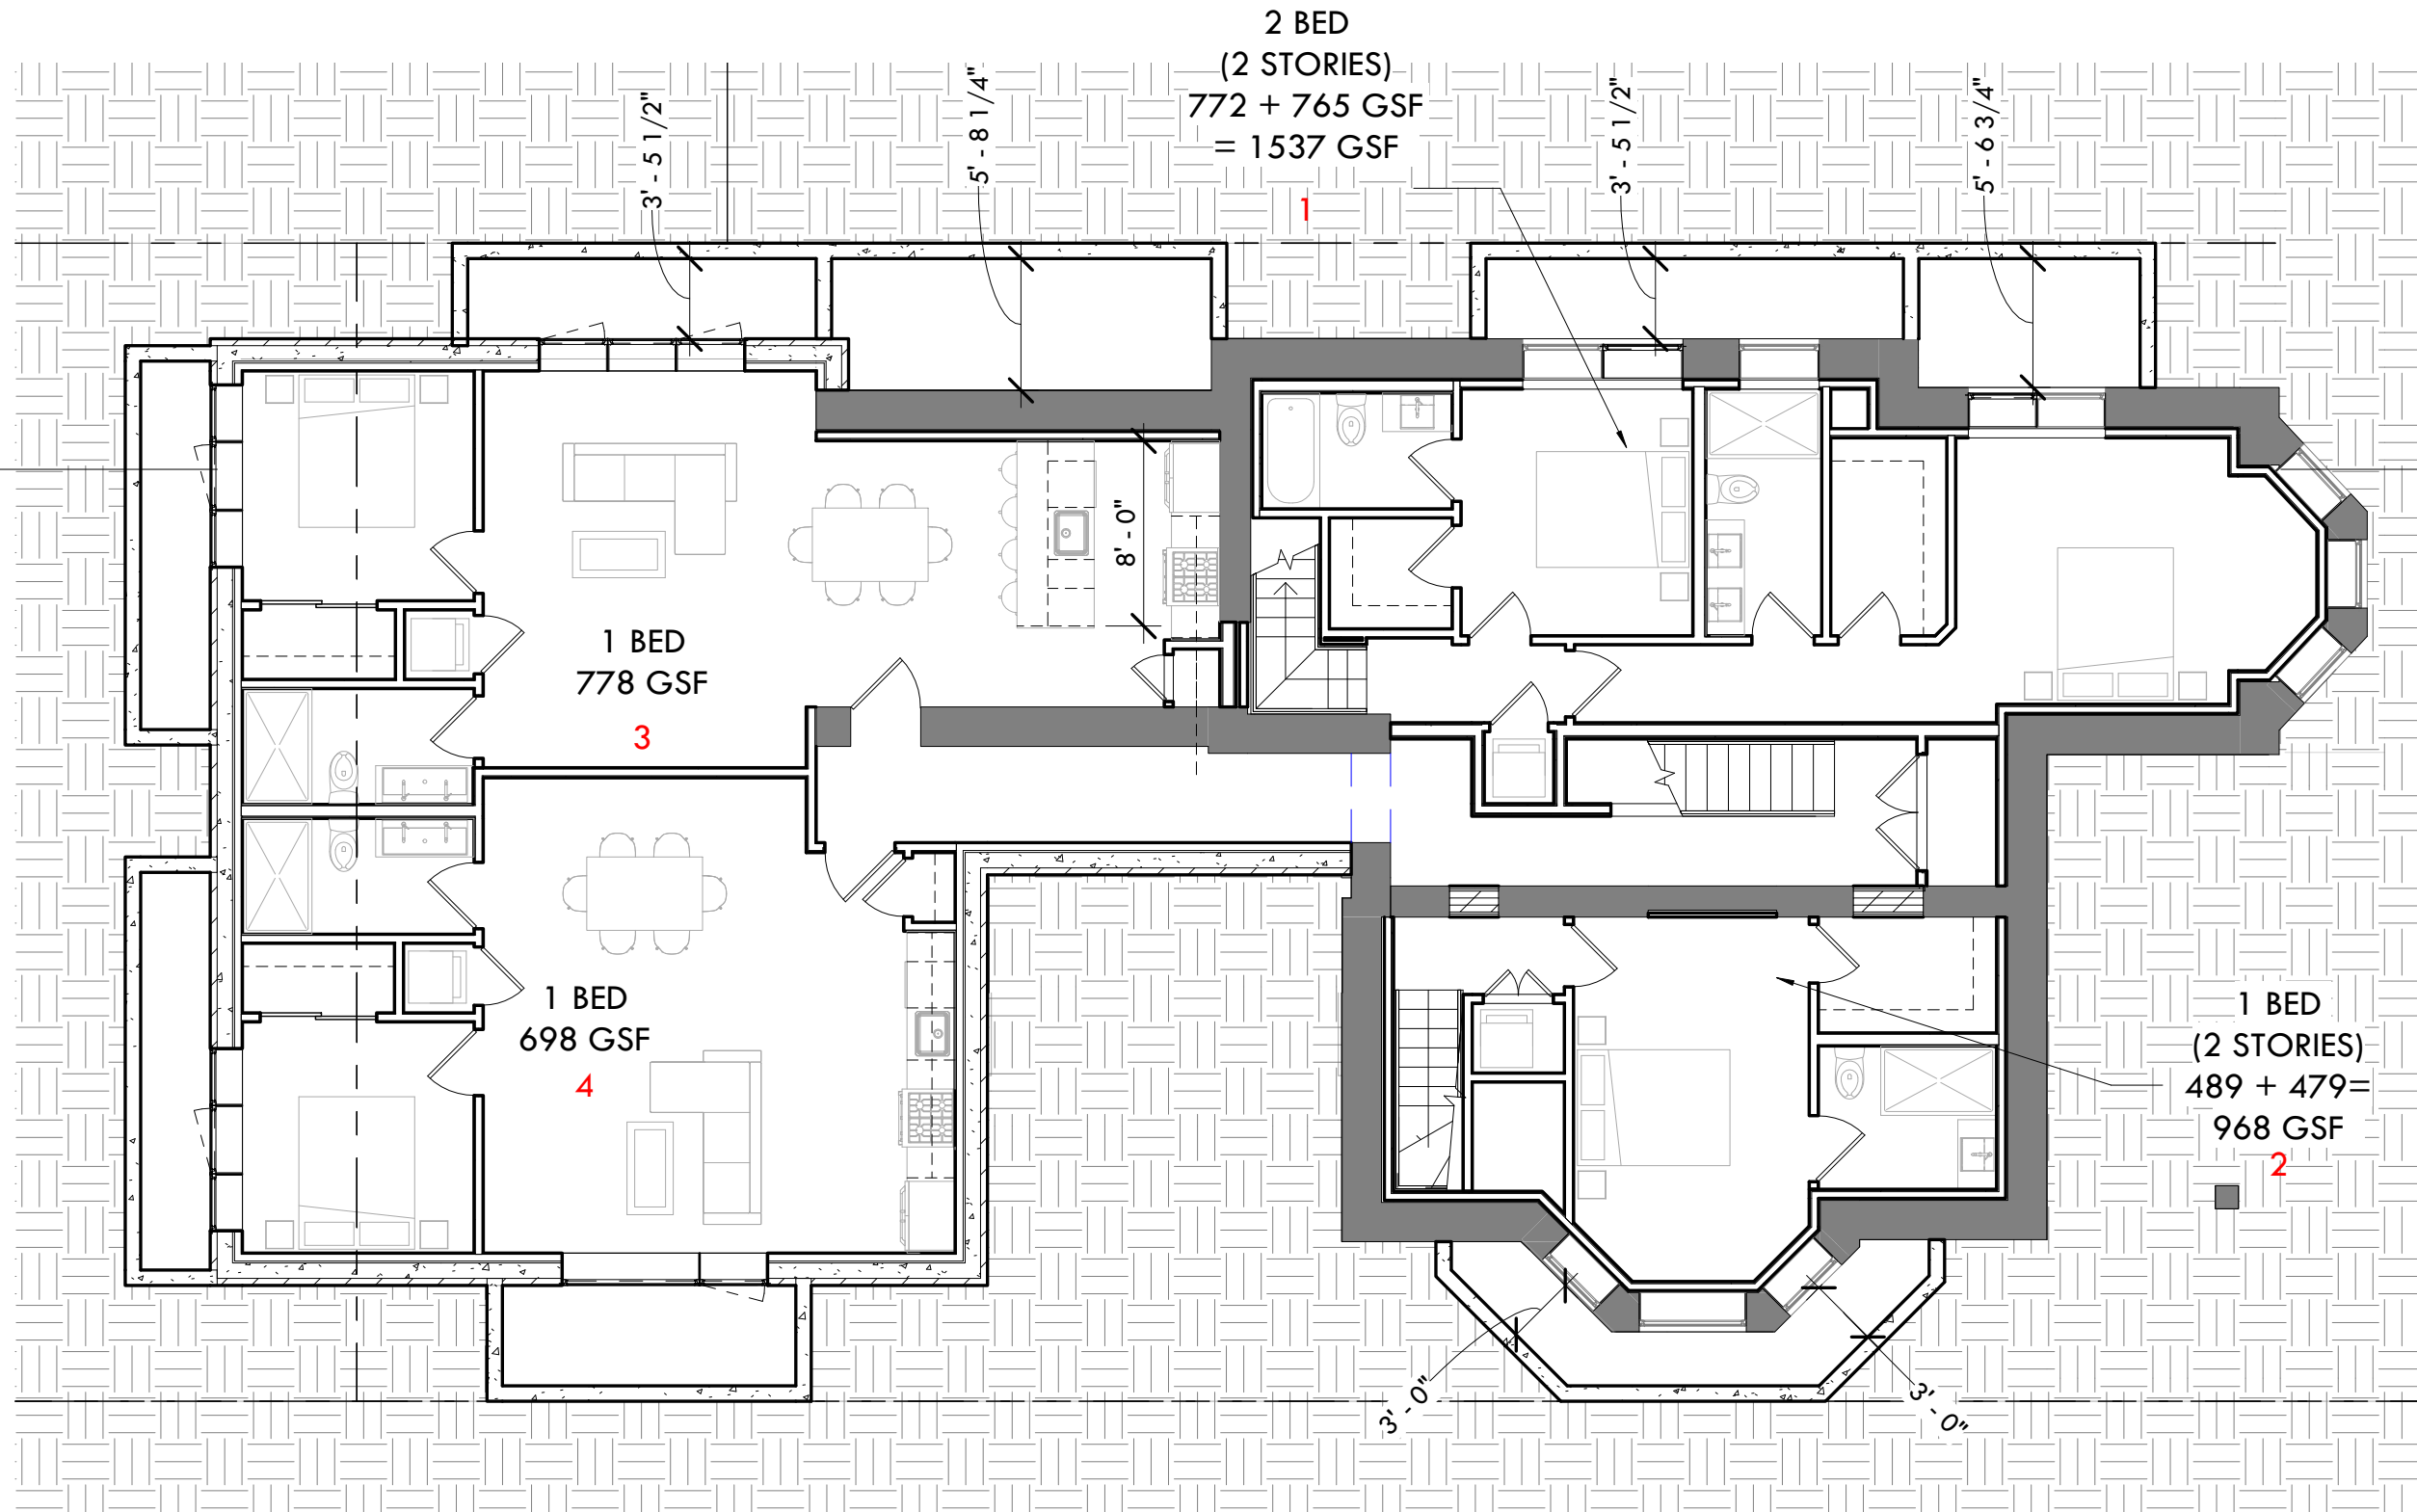 2 BED
(2 STORIES)
772 + 765 GSF
= 1537 GSF
1
3' - 5 1/2"
5' - 8 1/4"
3' - 5 1/2"
5' - 6 3/4"
8' - 0"
1 BED
778 GSF
3
1 BED
698 GSF
4
1 BED
(2 STORIES)
489 + 479=
968 GSF
2
3' - 0"
3' - 0"